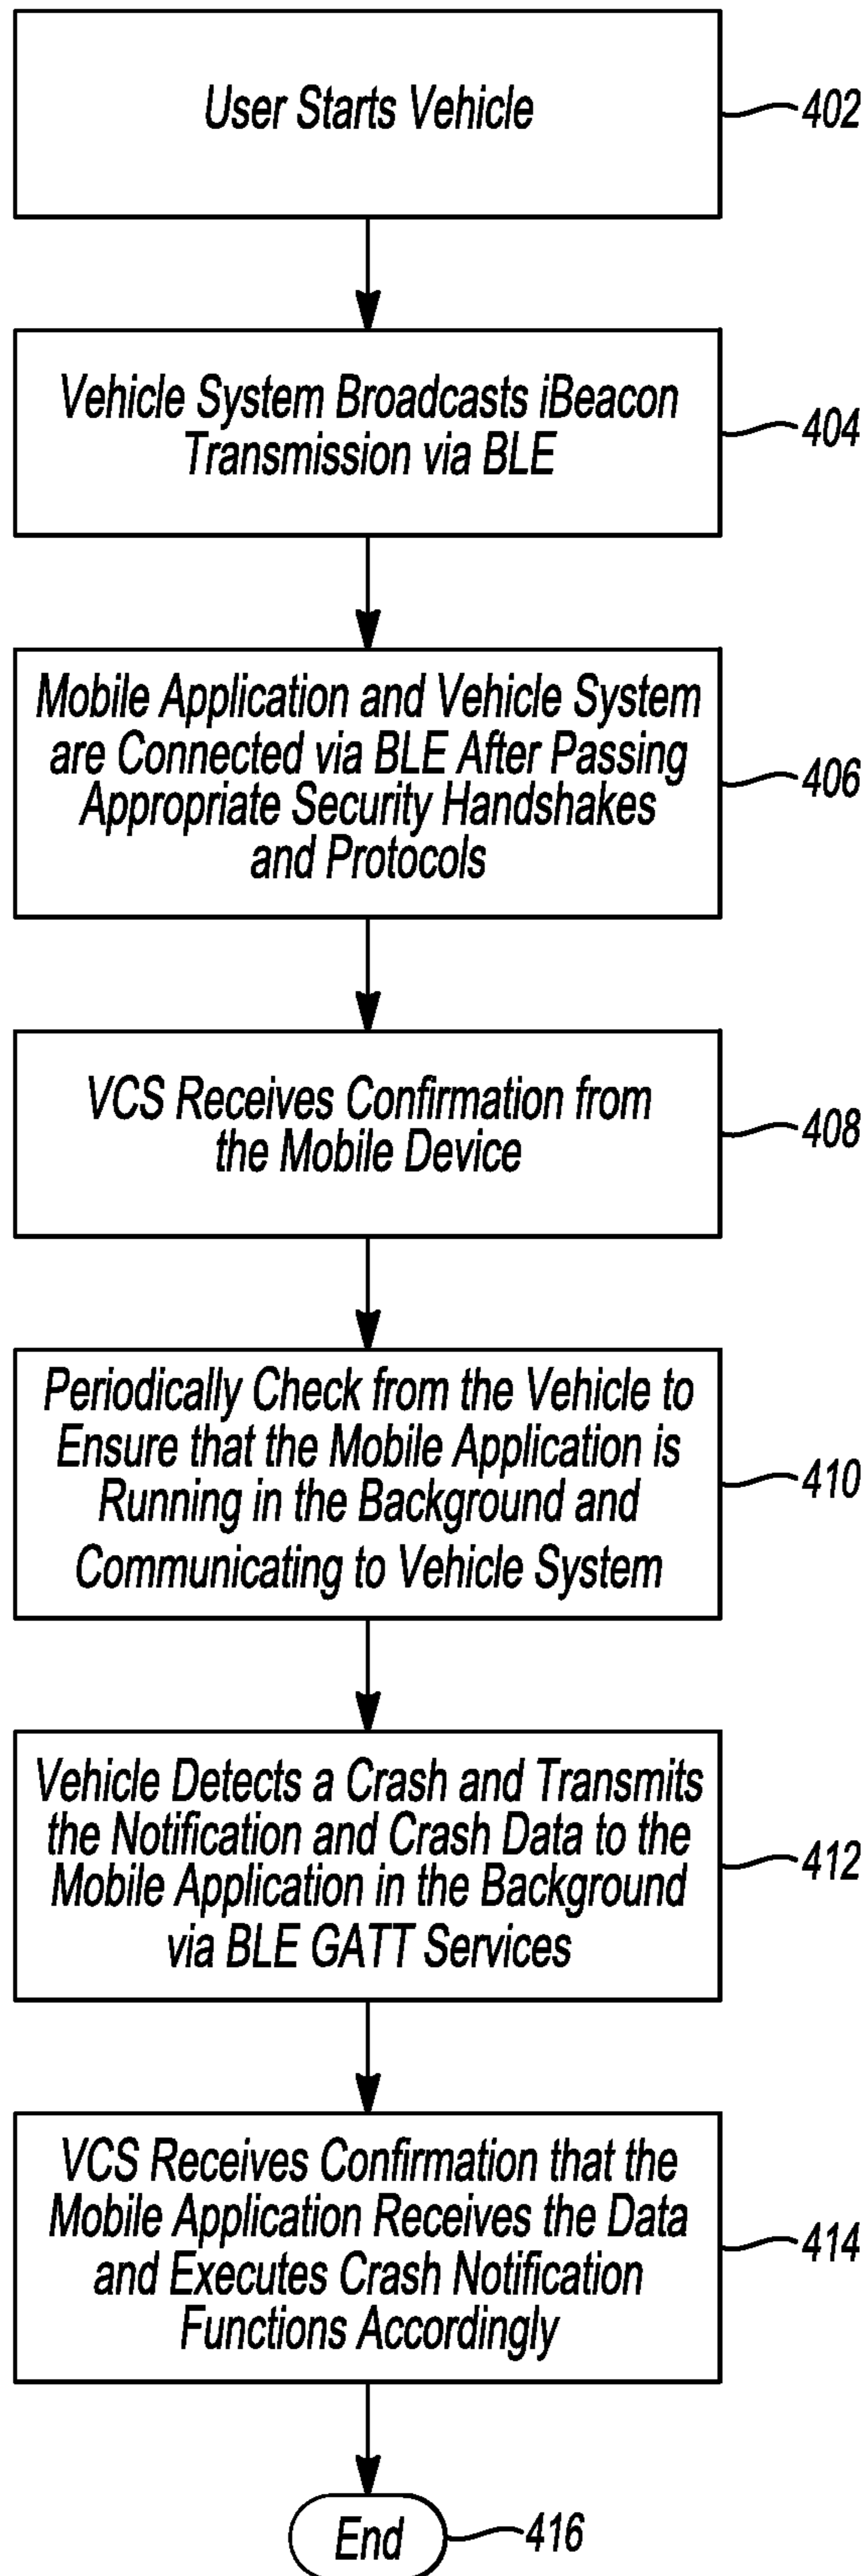 User Starts Vehicle
402
Vehicle System Broadcasts iBeacon
Transmission via BLE
404
Mobile Application and Vehicle System
are Connected via BLE After Passing
Appropriate Security Handshakes
and Protocols
406
VCS Receives Confirmation from
the Mobile Device
408
Periodically Check from the Vehicle to
Ensure that the Mobile Application is
Running in the Background and
Communicating to Vehicle System
410
Vehicle Detects a Crash and Transmits
the Notification and Crash Data to the
Mobile Application in the Background
via BLE GATT Services
412
VCS Receives Confirmation that the
Mobile Application Receives the Data
and Executes Crash Notification
Functions Accordingly
414
End
416